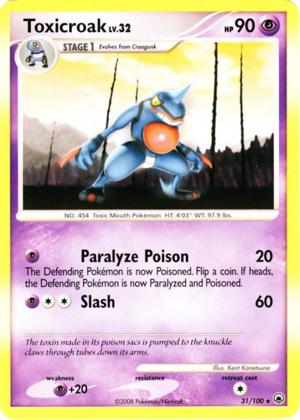 Toxicroak LV.32 HP 90
STAGE 1 Evolves from Croagunk
NO. 454 Toxic Mouth Pokémon HT: 4'03" WT: 97.9 lbs.
Paralyze Poison 20
The Defending Pokémon is now Poisoned. Flip a coin. If heads,
the Defending Pokémon is now Paralyzed and Poisoned.
Slash 60
The toxin made in its poison sacs is pumped to the knuckle
claws through tubes down its arms.
Illus. Kent Kanetsuna
weakness resistance retreat cost
+20
©2008 Pokémon/Nintendo 31/100 ★